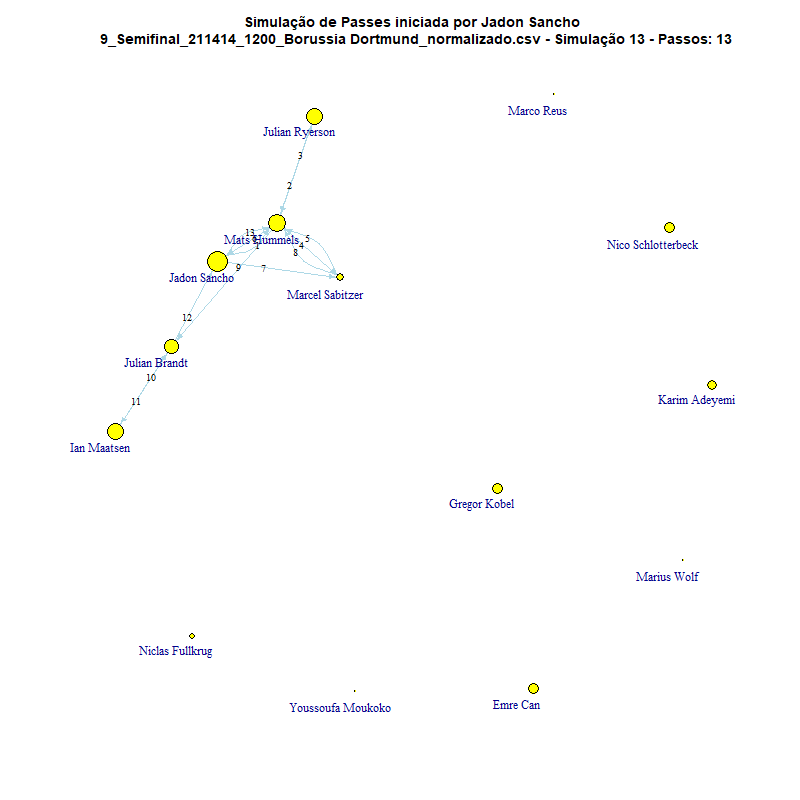 Simulação de Passes iniciada por Jadon Sancho
9_Semifinal_211414_1200_Borussia Dortmund_normalizado.csv - Simulação 13 - Passos: 13
Marco Reus
Julian Ryerson
3
2
13
5
Mats Hummels
Nico Schlotterbeck
1
4
8
9
7
Jadon Sancho
Marcel Sabitzer
12
Julian Brandt
10
Karim Adeyemi
11
Ian Maatsen
Gregor Kobel
Marius Wolf
Niclas Fullkrug
Youssoufa Moukoko
Emre Can